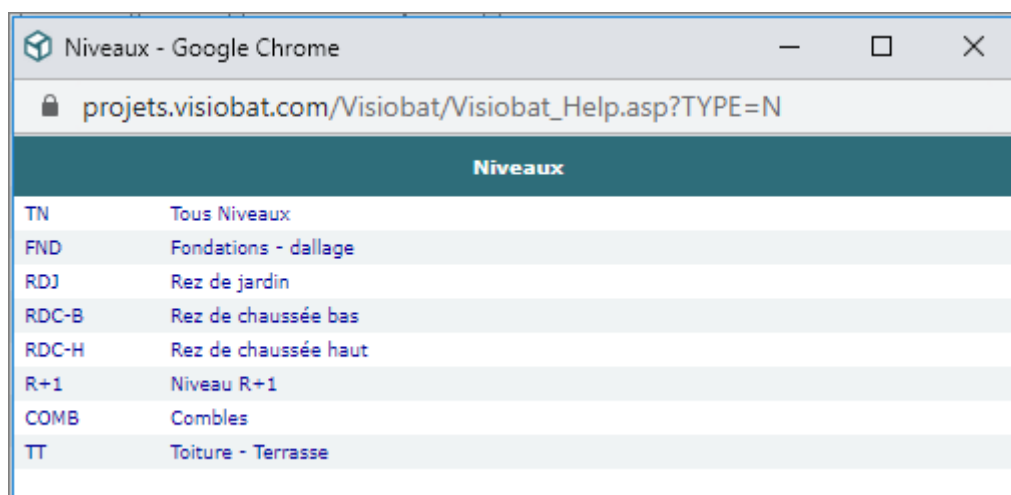 Niveaux - Google Chrome
projets.visiobat.com/Visiobat/Visiobat_Help.asp?TYPE=N
Niveaux
TN Tous Niveaux
FND Fondations - dallage
RDJ Rez de jardin
RDC-B Rez de chaussée bas
RDC-H Rez de chaussée haut
R+1 Niveau R+1
COMB Combles
TT Toiture - Terrasse